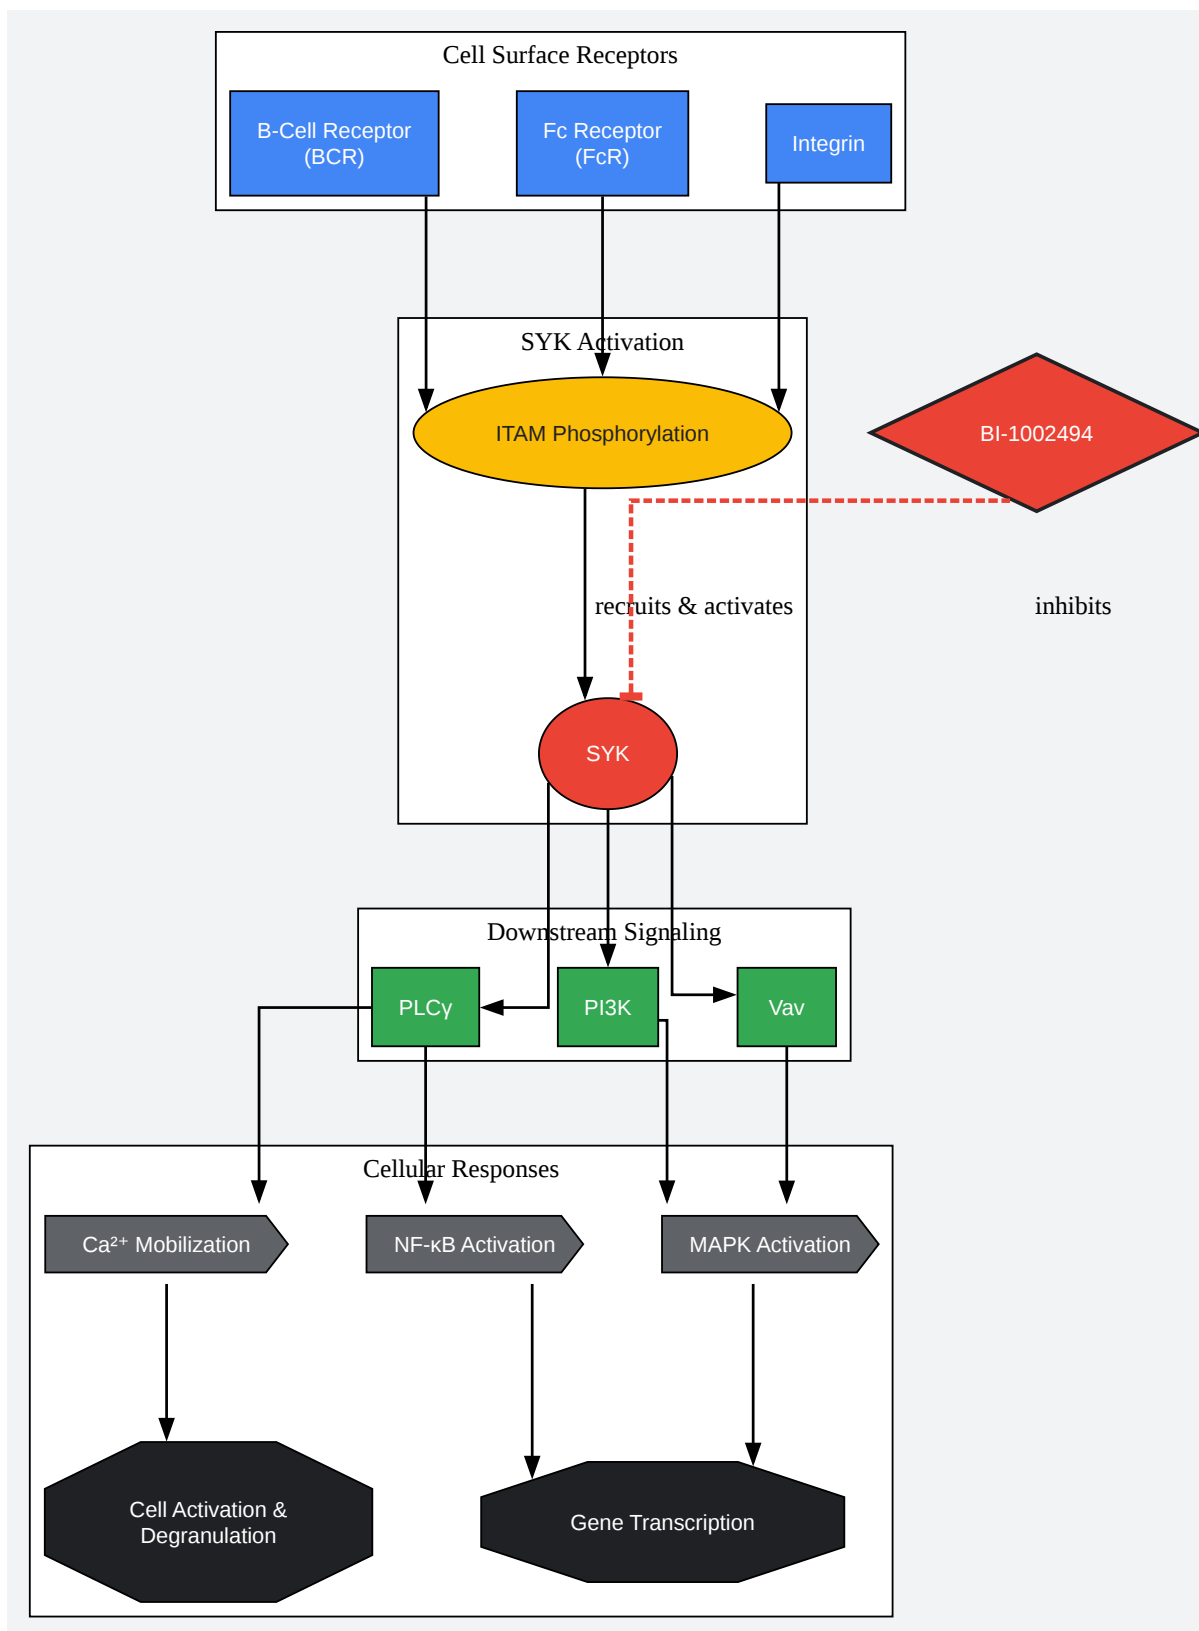 Cell Surface Receptors
B-Cell Receptor
(BCR)
Fc Receptor
(FcR)
Integrin
SYK Activation
ITAM Phosphorylation
BI-1002494
recruits & activates
inhibits
SYK
Downstream Signaling
PLCγ
PI3K
Vav
Cellular Responses
Ca²⁺ Mobilization
NF-κB Activation
MAPK Activation
Cell Activation &
Degranulation
Gene Transcription